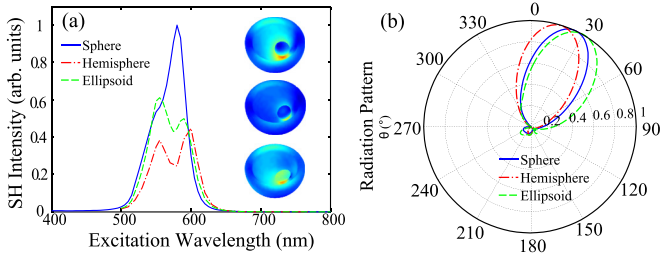 (a)
SH Intensity (arb. units)
1
0.8
0.6
0.4
0.2
0
400
500
600
700
800
Excitation Wavelength (nm)
Sphere
Hemisphere
Ellipsoid
(b)
Radiation Pattern
θ (°)
0
30
60
90
120
150
180
210
240
270
300
330
0.2
0.4
0.6
0.8
1
Sphere
Hemisphere
Ellipsoid